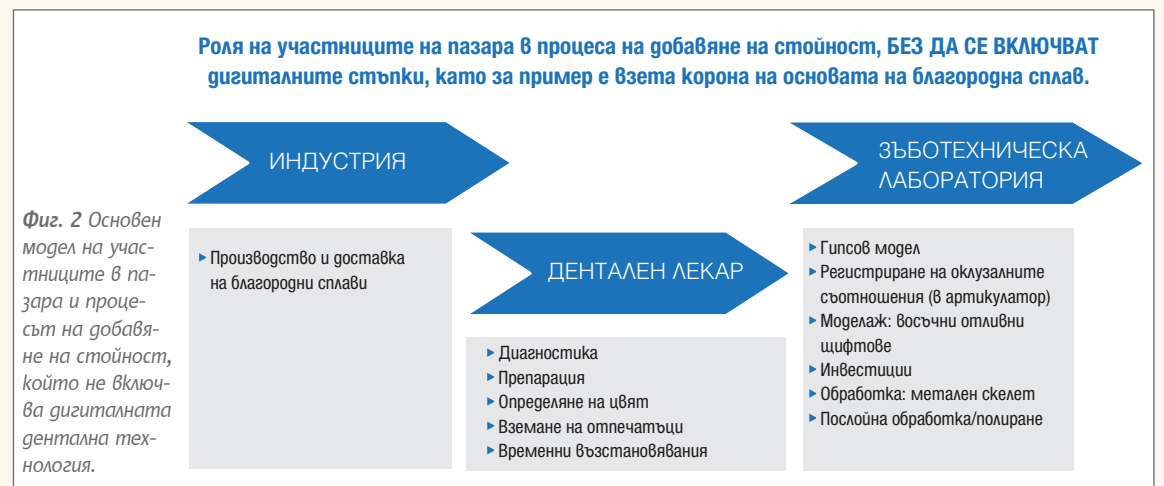 Роля на участниците на пазара в процеса на добавяне на стойност, БЕЗ ДА СЕ ВКЛЮЧВАТ
дигиталните стъпки, като за пример е взета корона на основата на благородна сплав.
Фиг. 2 Основен
модел на учас-
тниците в па-
зара и проце-
сът на добавя-
не на стойност,
който не включ-
ва дигиталната
дентална тех-
нология.
ИНДУСТРИЯ
Производство и доставка
на благородни сплави
ДЕНТАЛЕН ЛЕКАР
Диагностика
Препарация
Определяне на цвят
Вземане на отпечатъци
Временни възстановявания
ЗЪБОТЕХНИЧЕСКА
ЛАБОРАТОРИЯ
Гипсов модел
Регистриране на оклузалните
съотношения (в артикулатор)
Моделаж: восъчни отливни
щифтове
Инвестиции
Обработка: метален скелет
Послойна обработка/полиране